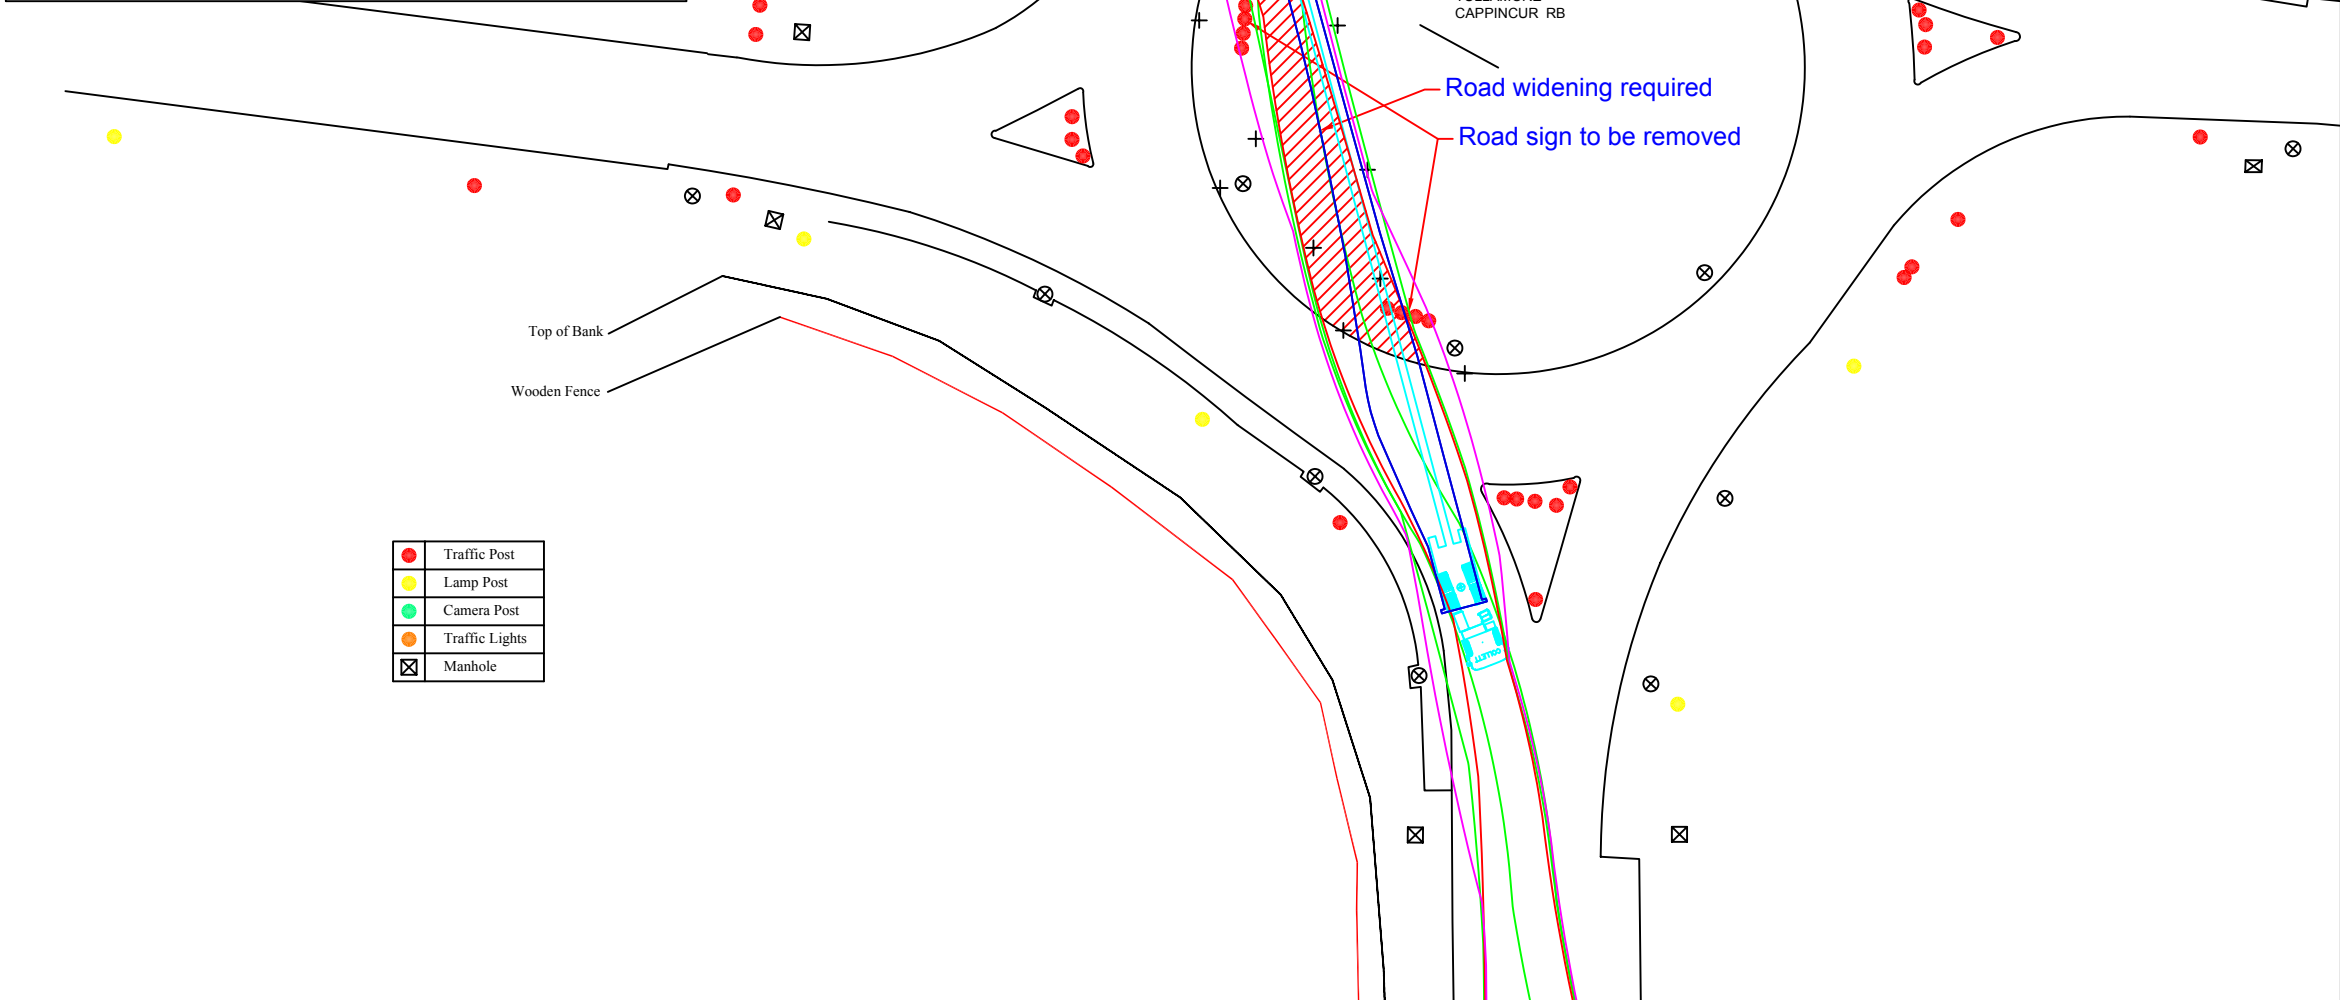 CAPPINCUR RB
Road widening required
Road sign to be removed
Top of Bank
Wooden Fence
Traffic Post
Lamp Post
Camera Post
Traffic Lights
Manhole
COLLETT